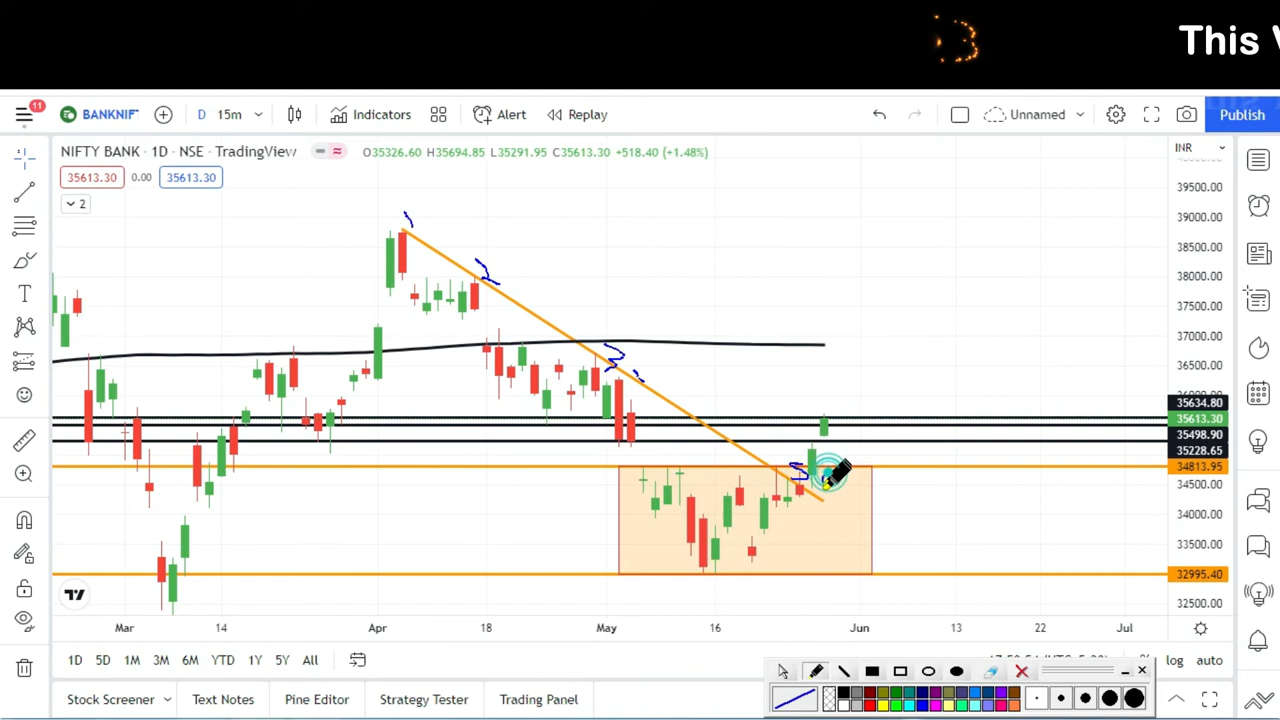 This
11
BANKNIF
D 15m
Indicators
Alert
Replay
Unnamed
Publish
NIFTY BANK · 1D · NSE · TradingView
O35326.60 H35694.85 L35291.95 C35613.30 +518.40 (+1.48%)
INR
35613.30 0.00 35613.30
2
39500.00
39000.00
38500.00
38000.00
37500.00
37000.00
36500.00
35634.80
35613.30
35498.90
35228.65
34813.95
34500.00
34000.00
33500.00
32995.40
32500.00
Mar 14 Apr 18 May 16 Jun 13 22 Jul
1D 5D 1M 3M 6M YTD 1Y 5Y All
% log auto
Stock Screener Text Notes Pine Editor Strategy Tester Trading Panel